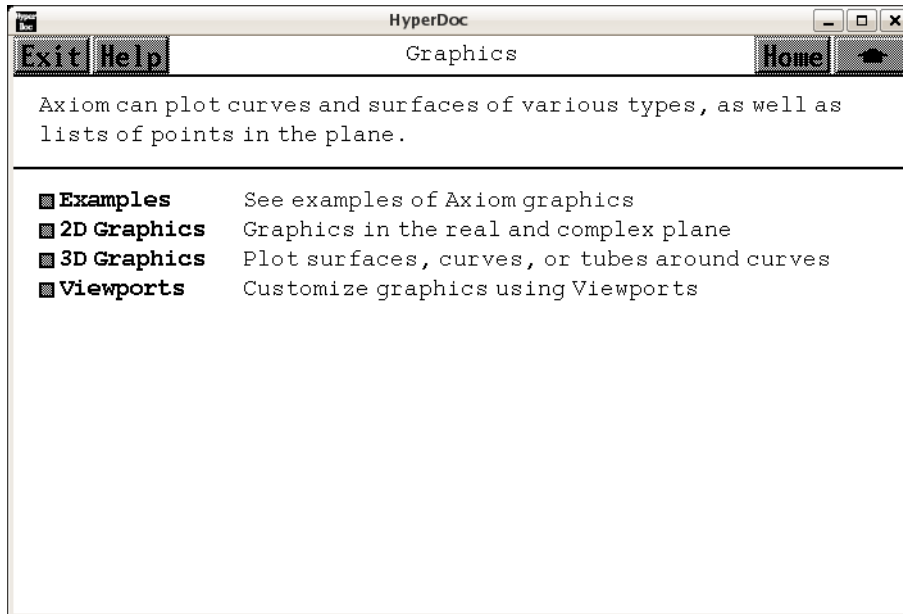 Hyper Doc
HyperDoc
Exit Help Graphics Home
Axiom can plot curves and surfaces of various types, as well as
lists of points in the plane.
Examples See examples of Axiom graphics
2D Graphics Graphics in the real and complex plane
3D Graphics Plot surfaces, curves, or tubes around curves
Viewports Customize graphics using Viewports